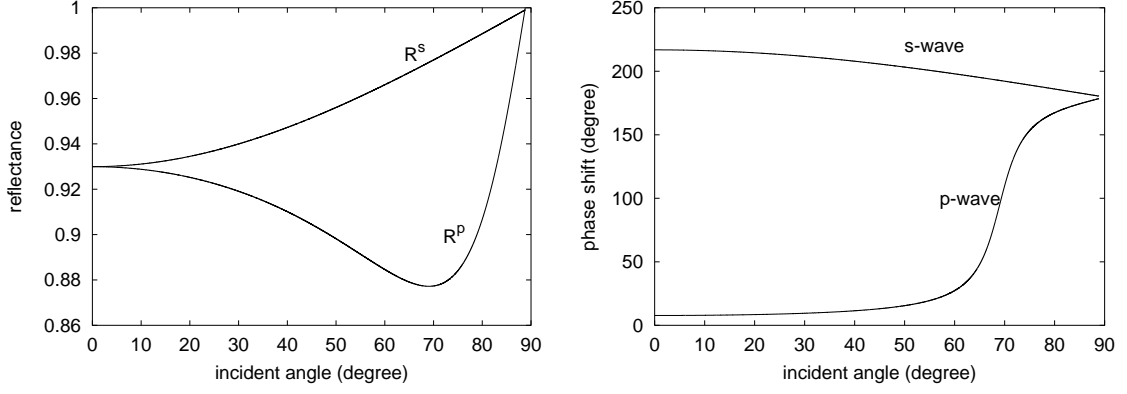 1
0.98
0.96
0.94
0.92
0.9
0.88
0.86
0 10 20 30 40 50 60 70 80 90
reflectance
incident angle (degree)
R^s
R^p
250
200
150
100
50
0
0 10 20 30 40 50 60 70 80 90
phase shift (degree)
incident angle (degree)
s-wave
p-wave